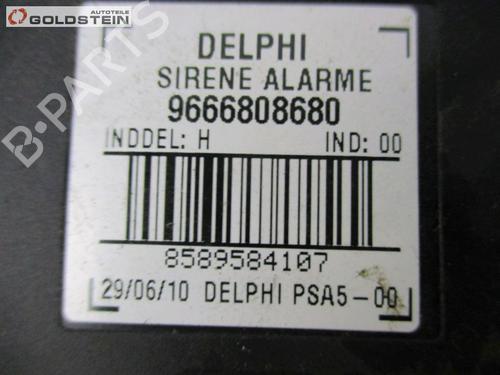 AUTOTEILE
GOLDSTEIN
B-PARTS
DELPHI
SIRENE ALARME
9666808680
INDDEL: H IND: 00
8589584107
29/06/10 DELPHI PSA5-00